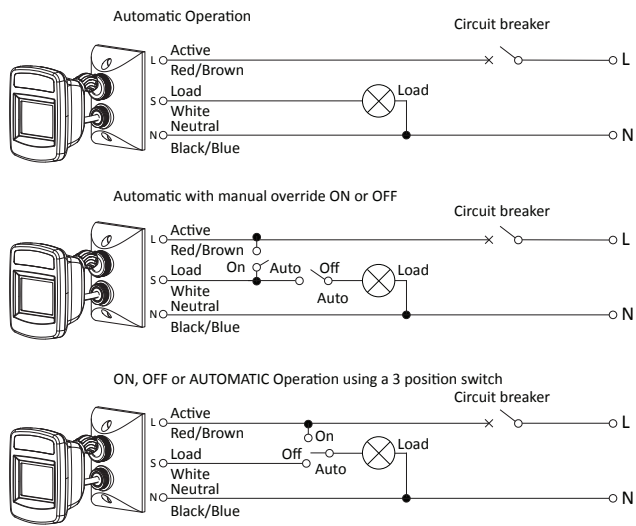 Automatic Operation
Circuit breaker
L Active L
Red/Brown
S Load Load
White
N Neutral N
Black/Blue
Automatic with manual override ON or OFF
Circuit breaker
L Active L
Red/Brown
On Auto Off
S Load Load
White Auto
N Neutral N
Black/Blue
ON, OFF or AUTOMATIC Operation using a 3 position switch
Circuit breaker
L Active L
Red/Brown On
S Load Off Load
White Auto
N Neutral N
Black/Blue